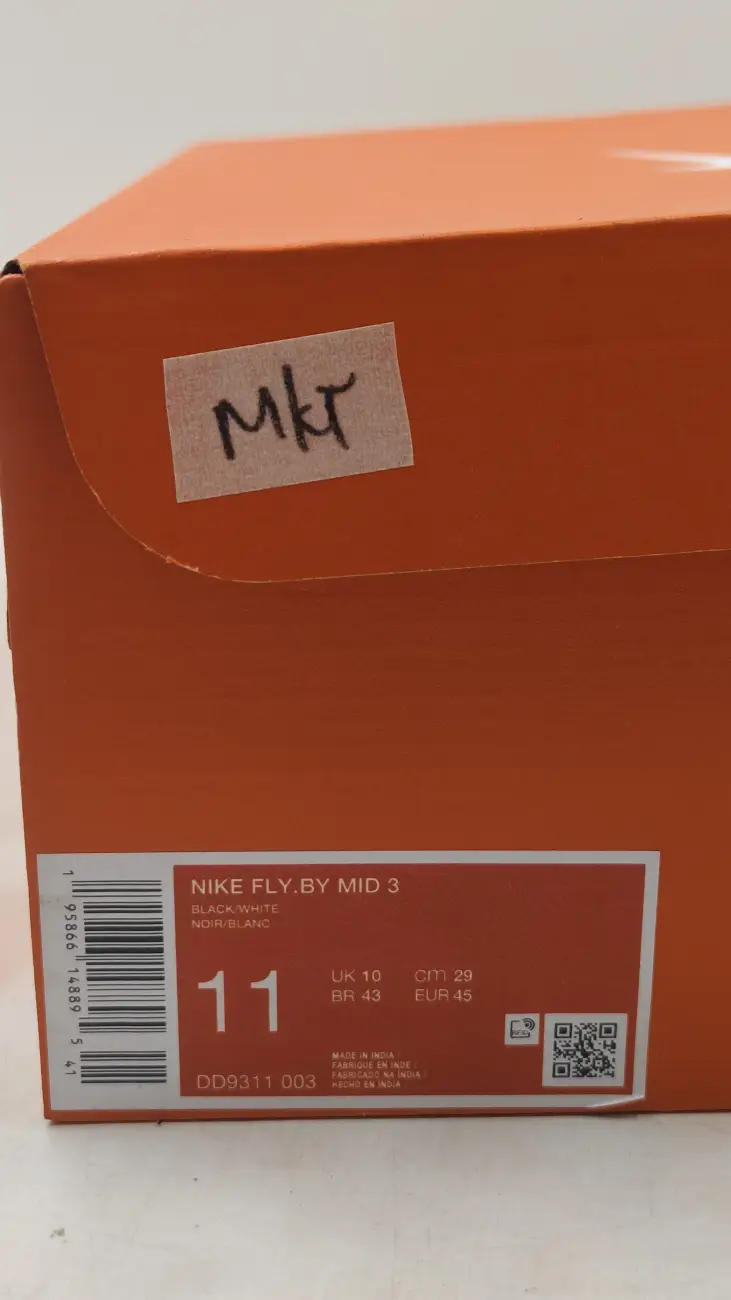 MKT
NIKE FLY.BY MID 3
BLACK/WHITE
NOIR/BLANC
11
UK 10 cm 29
BR 43 EUR 45
DD9311 003
MADE IN INDIA
FABRIQUE EN INDE
FABRICADO NA INDIA
HECHO EN INDIA
1 95866 14889 5 41